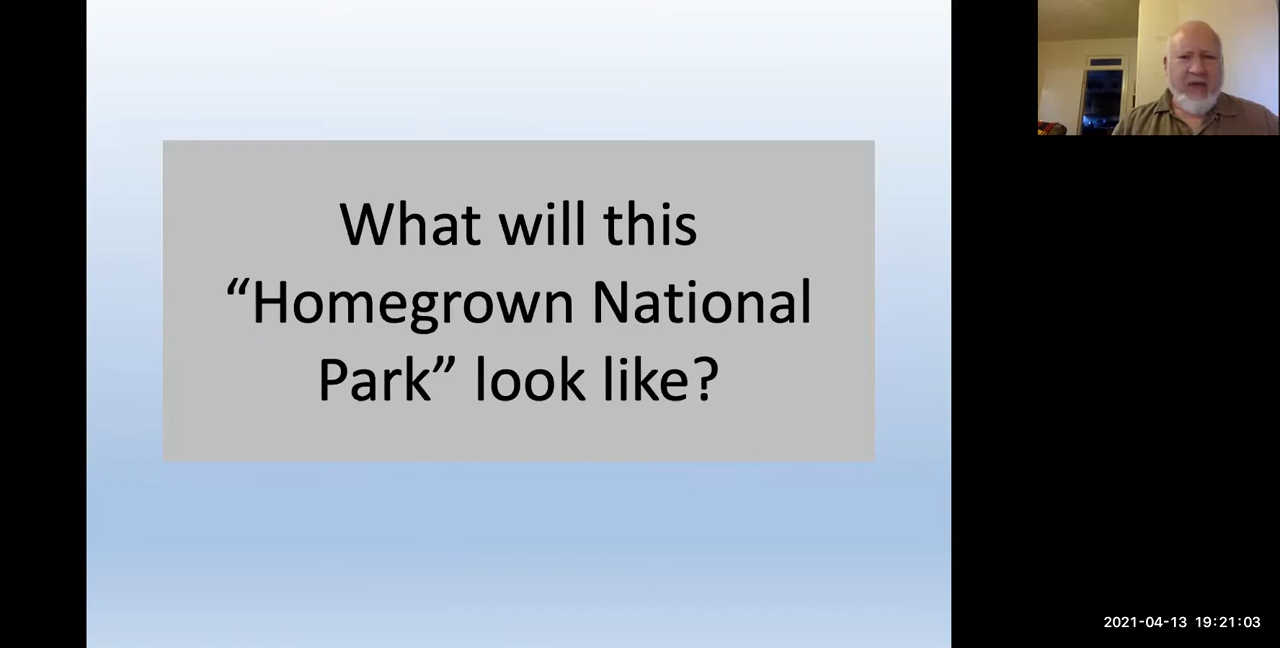 What will this
“Homegrown National
Park” look like?
2021-04-13 19:21:03